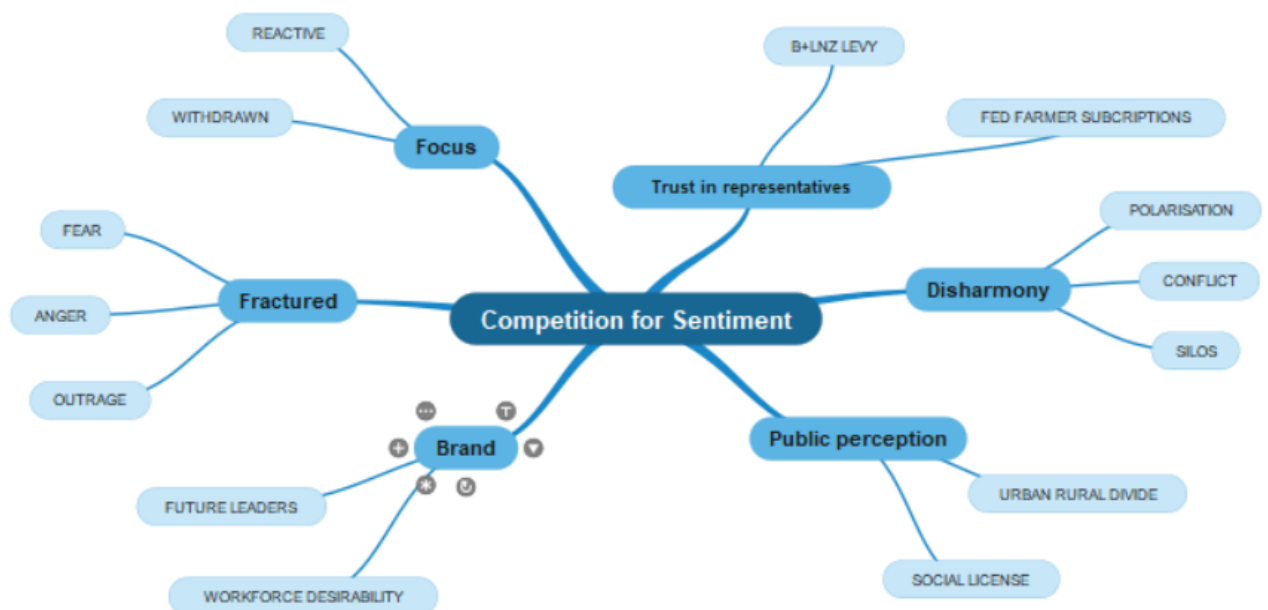 REACTIVE
B+LNZ LEVY
WITHDRAWN
FED FARMER SUBCRIPTIONS
Focus
Trust in representatives
POLARISATION
FEAR
CONFLICT
Disharmony
Fractured
ANGER
Competition for Sentiment
SILOS
OUTRAGE
Public perception
Brand
URBAN RURAL DIVIDE
FUTURE LEADERS
SOCIAL LICENSE
WORKFORCE DESIRABILITY